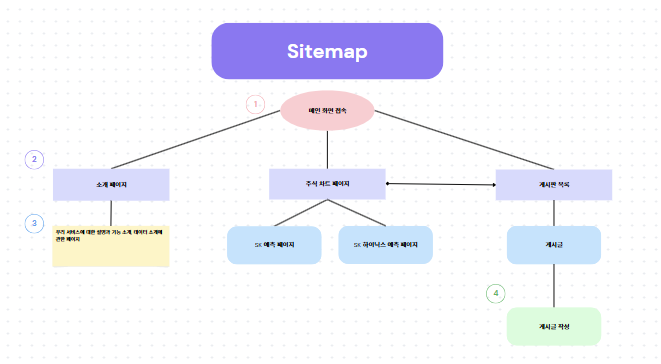 Sitemap
1
메인 화면 접속
2
소개 페이지
주식 차트 페이지
게시판 목록
3
우리 서비스에 대한 설명과 기능 소개, 데이터 소개에
관한 페이지
SK 예측 페이지
SK 하이닉스 예측 페이지
게시글
4
게시글 작성